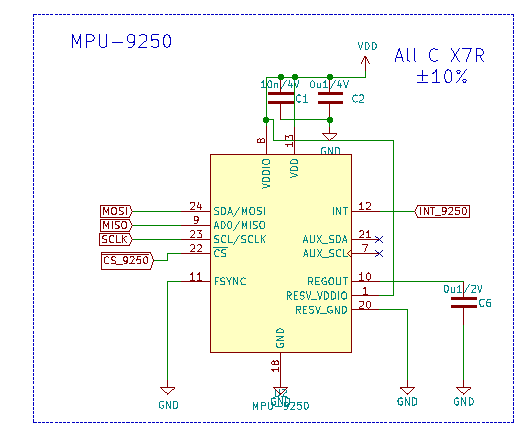 MPU-9250
VDD
All C X7R
±10%
10n/4V
0u1/4V
C1
C2
GND
8
13
VDDIO
VDD
MOSI
24
SDA/MOSI
INT
12
INT_9250
MISO
9
AD0/MISO
SCLK
23
SCL/SCLK
AUX_SDA
21
CS_9250
22
CS
AUX_SCL
7
11
FSYNC
REGOUT
10
0u1/2V
C6
RESV_VDDIO
1
RESV_GND
20
GND
18
GND
GND
MPU-9250
GND
GND